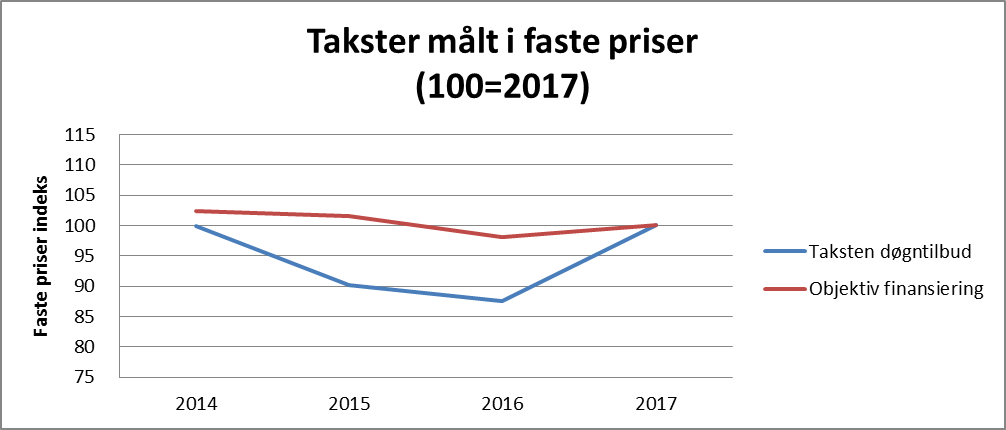 Takster målt i faste priser
(100=2017)
Faste priser indeks
115
110
105
100
95
90
85
80
75
2014 2015 2016 2017
Taksten døgntilbud
Objektiv finansiering